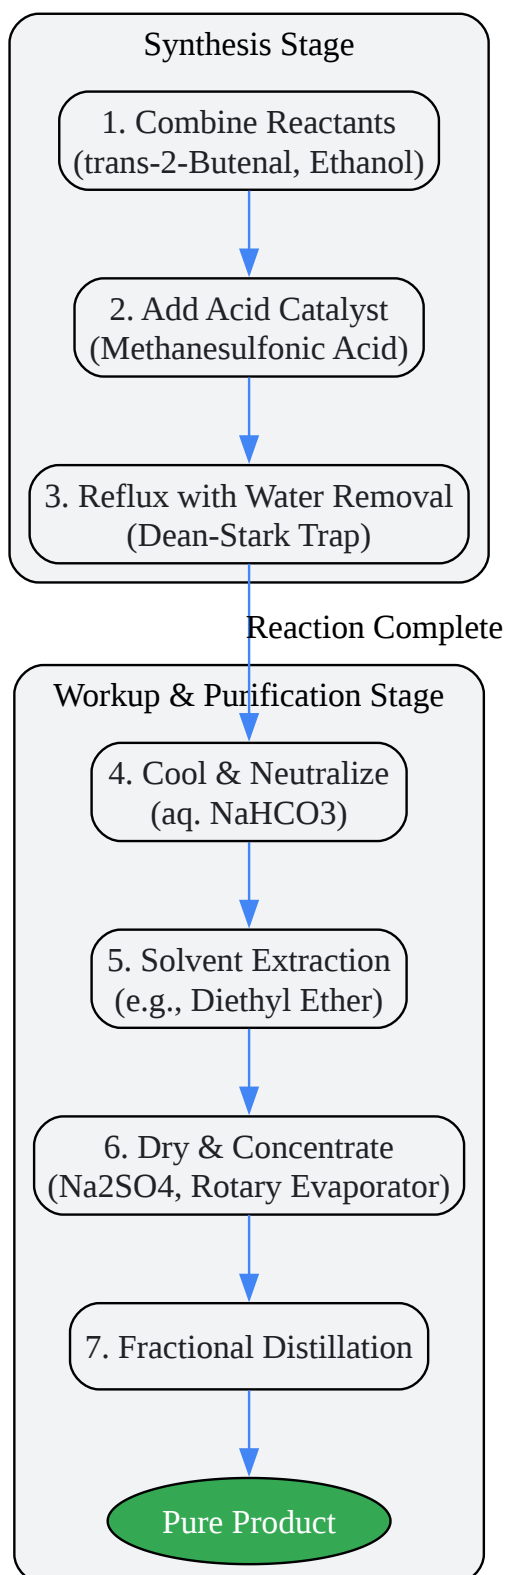 Synthesis Stage
1. Combine Reactants
(trans-2-Butenal, Ethanol)
2. Add Acid Catalyst
(Methanesulfonic Acid)
3. Reflux with Water Removal
(Dean-Stark Trap)
Reaction Complete
Workup & Purification Stage
4. Cool & Neutralize
(aq. NaHCO3)
5. Solvent Extraction
(e.g., Diethyl Ether)
6. Dry & Concentrate
(Na2SO4, Rotary Evaporator)
7. Fractional Distillation
Pure Product